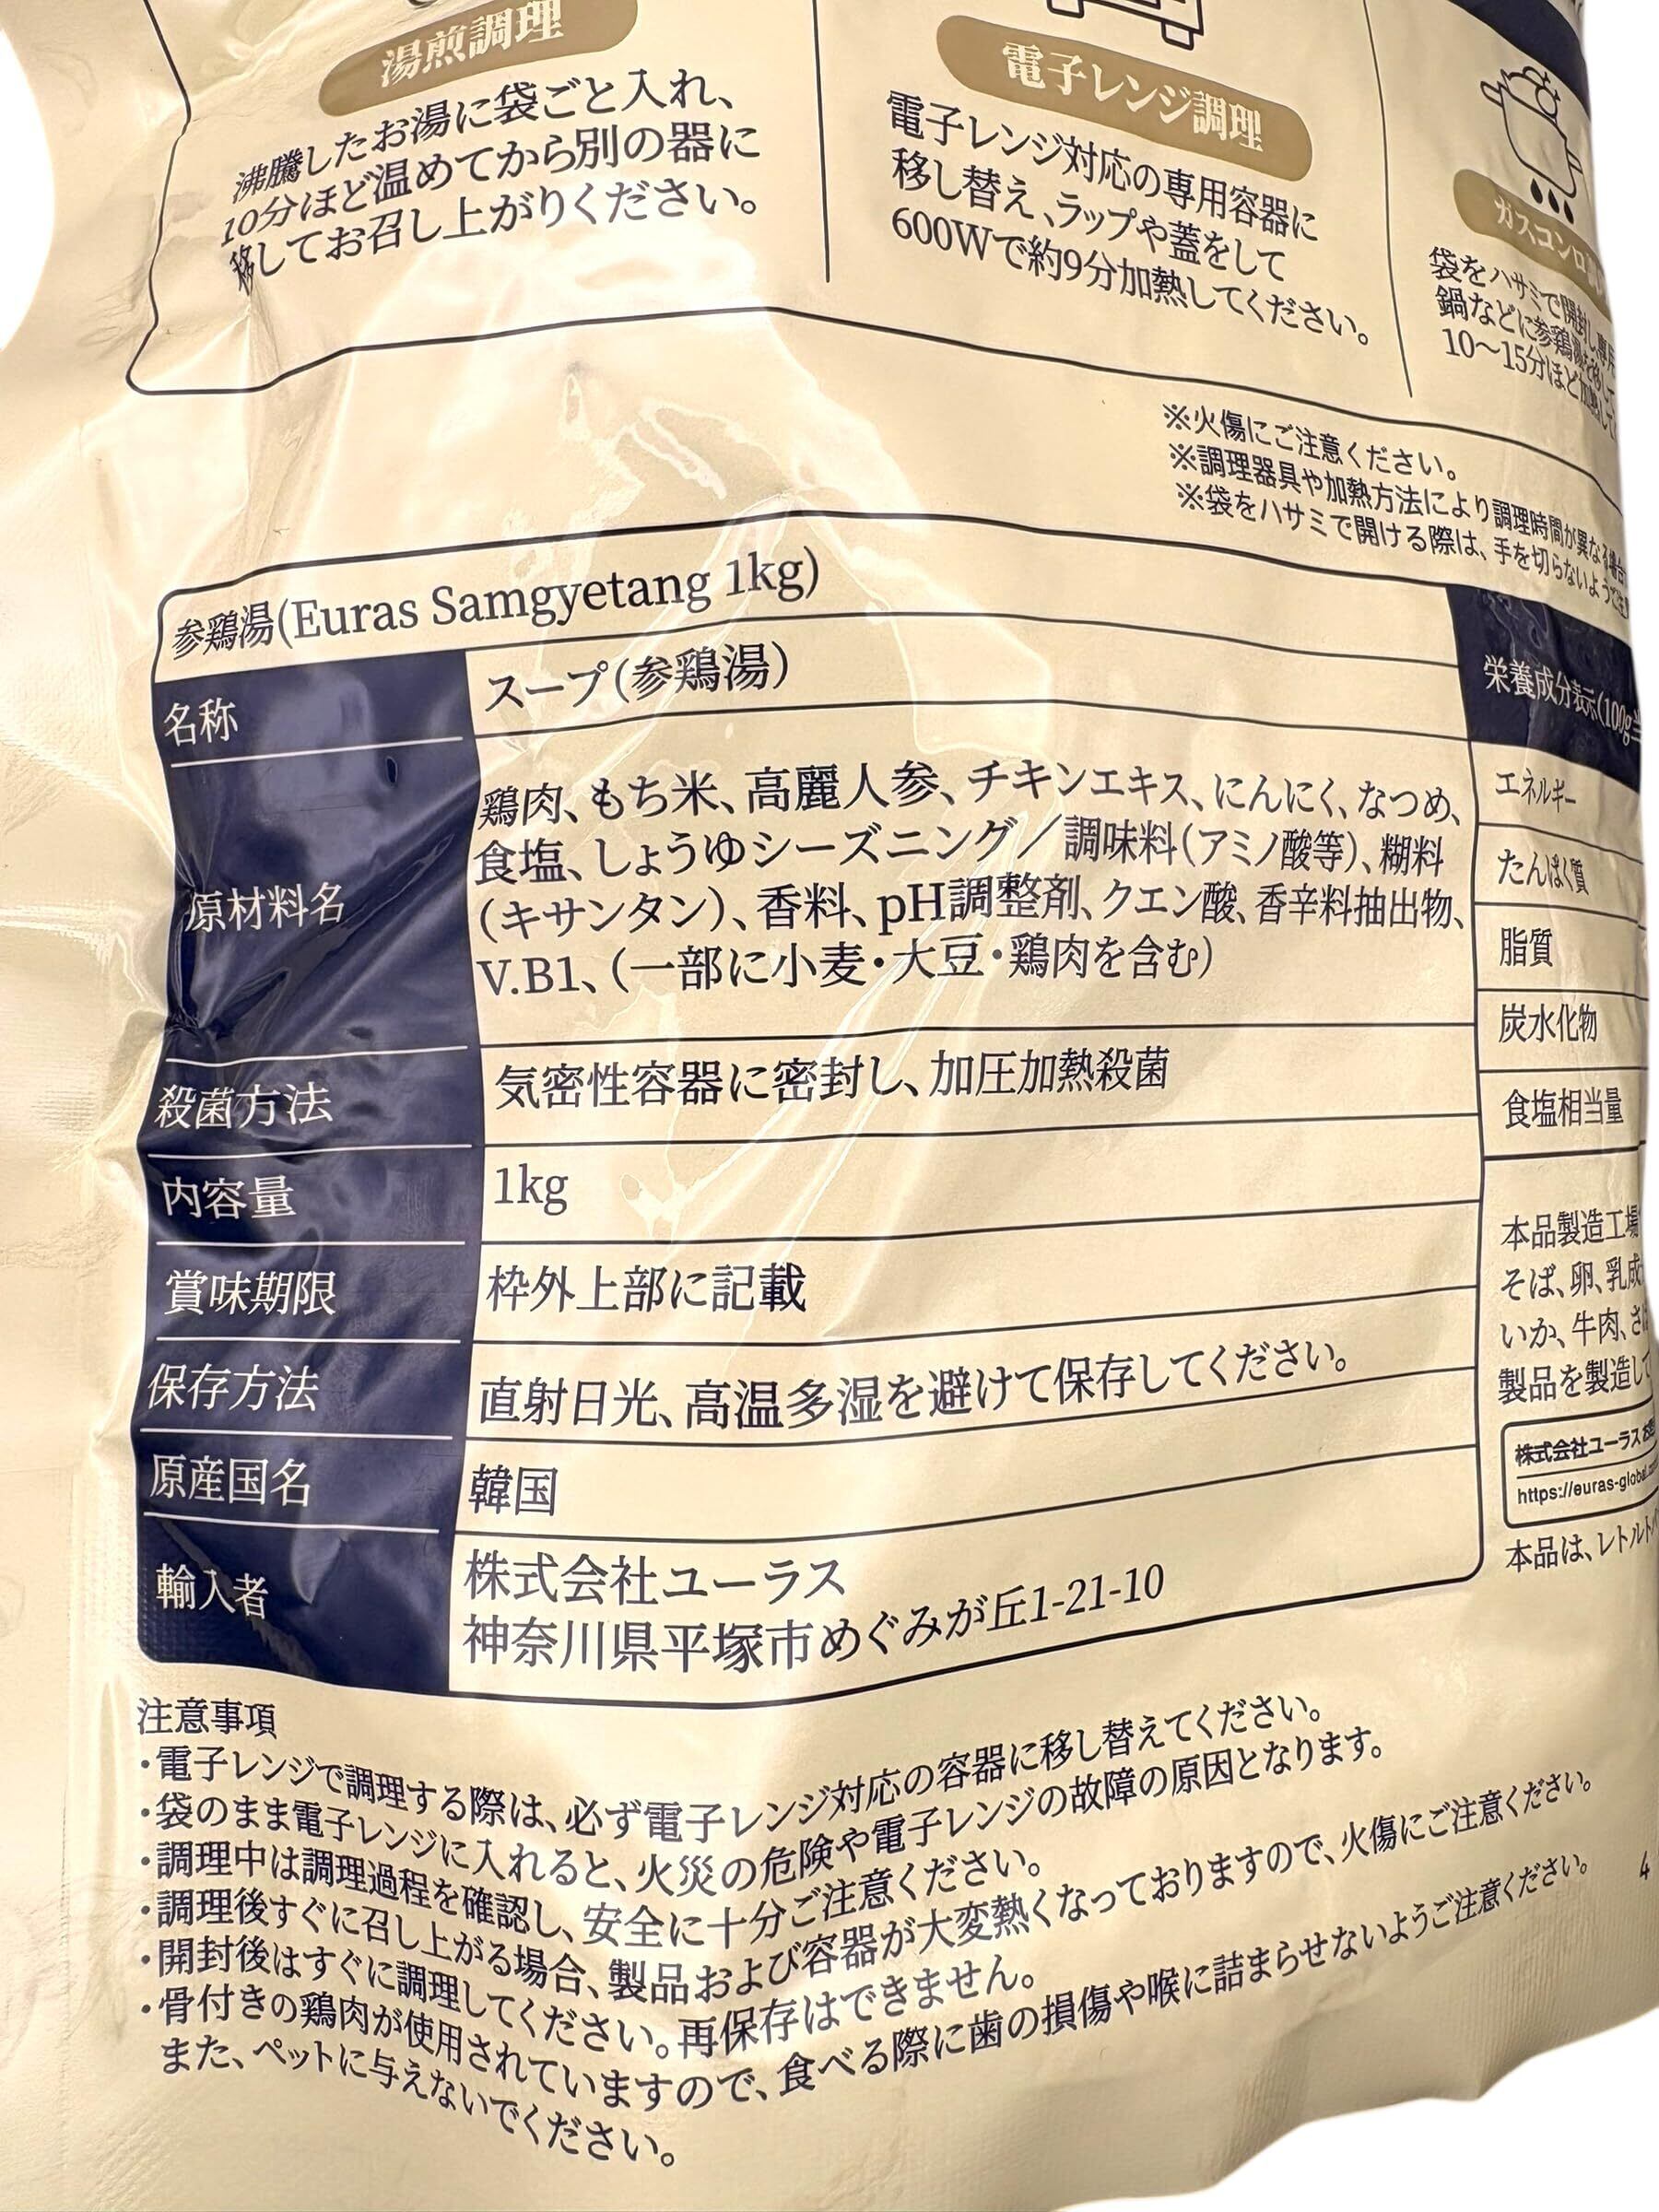 湯煎調理
沸騰したお湯に袋ごと入れ、
10分ほど温めてから別の器に
移してお召し上がりください。
電子レンジ調理
電子レンジ対応の専用容器に
移し替え、ラップや蓋をして
600Wで約9分加熱してください。
ガスコンロ
袋をハサミで開封し、専用
鍋などに参鶏湯を移して
10〜15分ほど加熱して
※火傷にご注意ください。
※調理器具や加熱方法により調理時間が異なる場合
※袋をハサミで開ける際は、手を切らないようご注
参鶏湯(Euras Samgyetang 1kg)
名称
スープ(参鶏湯)
原材料名
鶏肉、もち米、高麗人参、チキンエキス、にんにく、なつめ、
食塩、しょうゆシーズニング／調味料(アミノ酸等)、糊料
(キサンタン)、香料、pH調整剤、クエン酸、香辛料抽出物、
V.B1、(一部に小麦・大豆・鶏肉を含む)
殺菌方法
気密性容器に密封し、加圧加熱殺菌
内容量
1kg
賞味期限
枠外上部に記載
保存方法
直射日光、高温多湿を避けて保存してください。
原産国名
韓国
輸入者
株式会社ユーラス
神奈川県平塚市めぐみが丘1-21-10
栄養成分表示(100g
エネルギー
たんぱく質
脂質
炭水化物
食塩相当量
本品製造工場
そば、卵、乳成
いか、牛肉、さば
製品を製造して
株式会社ユーラス
https://euras-global
本品は、レトルト
注意事項
・電子レンジで調理する際は、必ず電子レンジ対応の容器に移し替えてください。
・袋のまま電子レンジに入れると、火災の危険や電子レンジの故障の原因となります。
・調理中は調理過程を確認し、安全に十分ご注意ください。
・調理後すぐに召し上がる場合、製品および容器が大変熱くなっておりますので、火傷にご注意ください。
・開封後はすぐに調理してください。再保存はできません。
・骨付きの鶏肉が使用されていますので、食べる際に歯の損傷や喉に詰まらせないようご注意ください。
また、ペットに与えないでください。
4